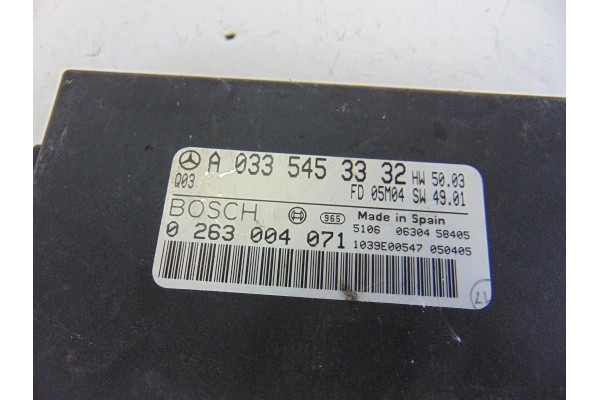 A 033 545 33 32 HW 50.03
Q03 FD 05M04 SW 49.01
BOSCH 965 Made in Spain
5106 06304 58405
0 263 004 071 1039E00547 050405
17